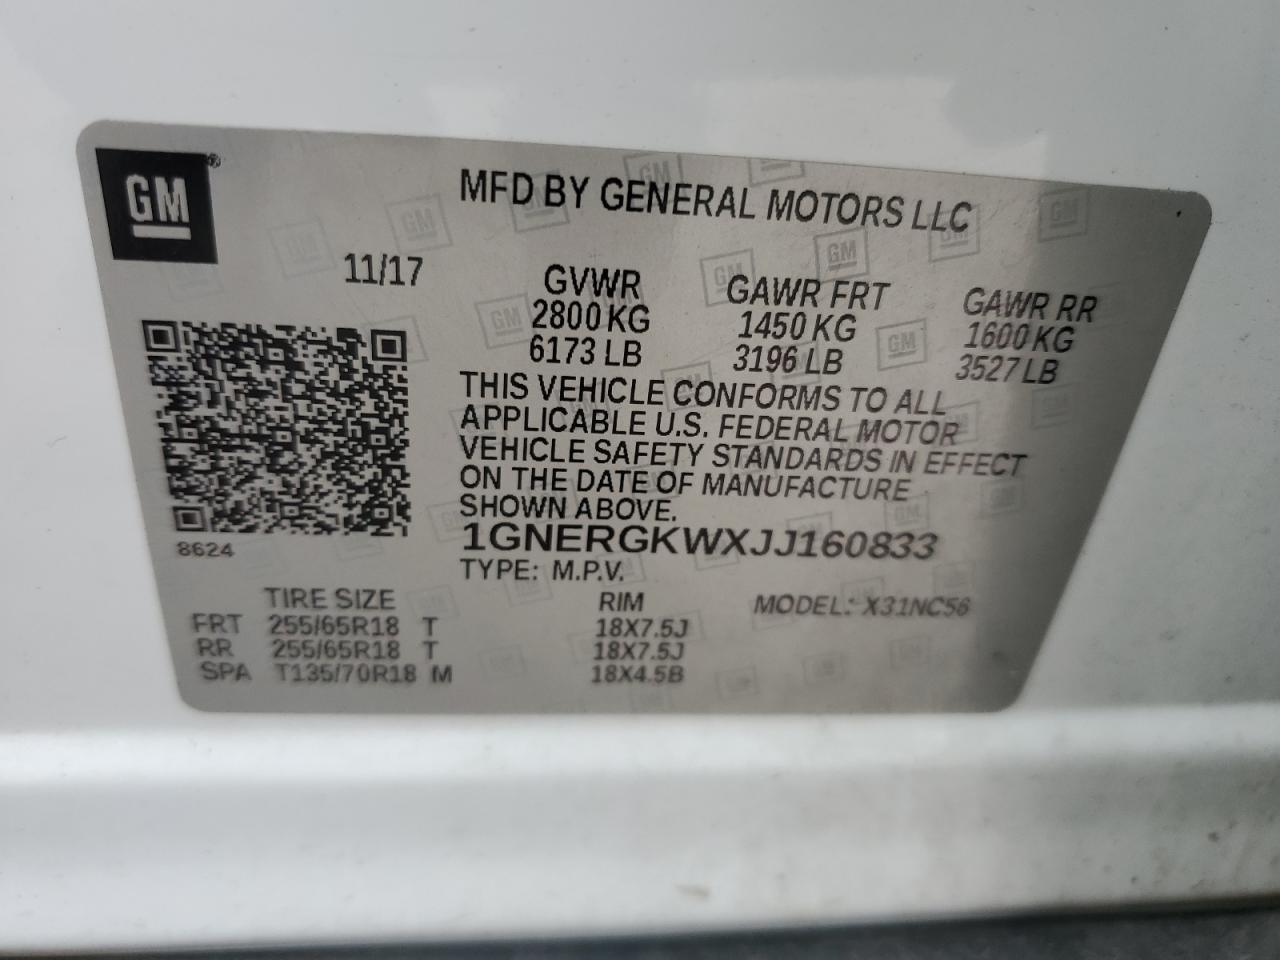 GM®
MFD BY GENERAL MOTORS LLC
11/17
GVWR GAWR FRT GAWR RR
2800 KG 1450 KG 1600 KG
6173 LB 3196 LB 3527 LB
THIS VEHICLE CONFORMS TO ALL
APPLICABLE U.S. FEDERAL MOTOR
VEHICLE SAFETY STANDARDS IN EFFECT
ON THE DATE OF MANUFACTURE
SHOWN ABOVE.
1GNERGKWXJJ160833
8624
TYPE: M.P.V.
TIRE SIZE RIM MODEL: X31NC56
FRT 255/65R18 T 18X7.5J
RR 255/65R18 T 18X7.5J
SPA T135/70R18 M 18X4.5B